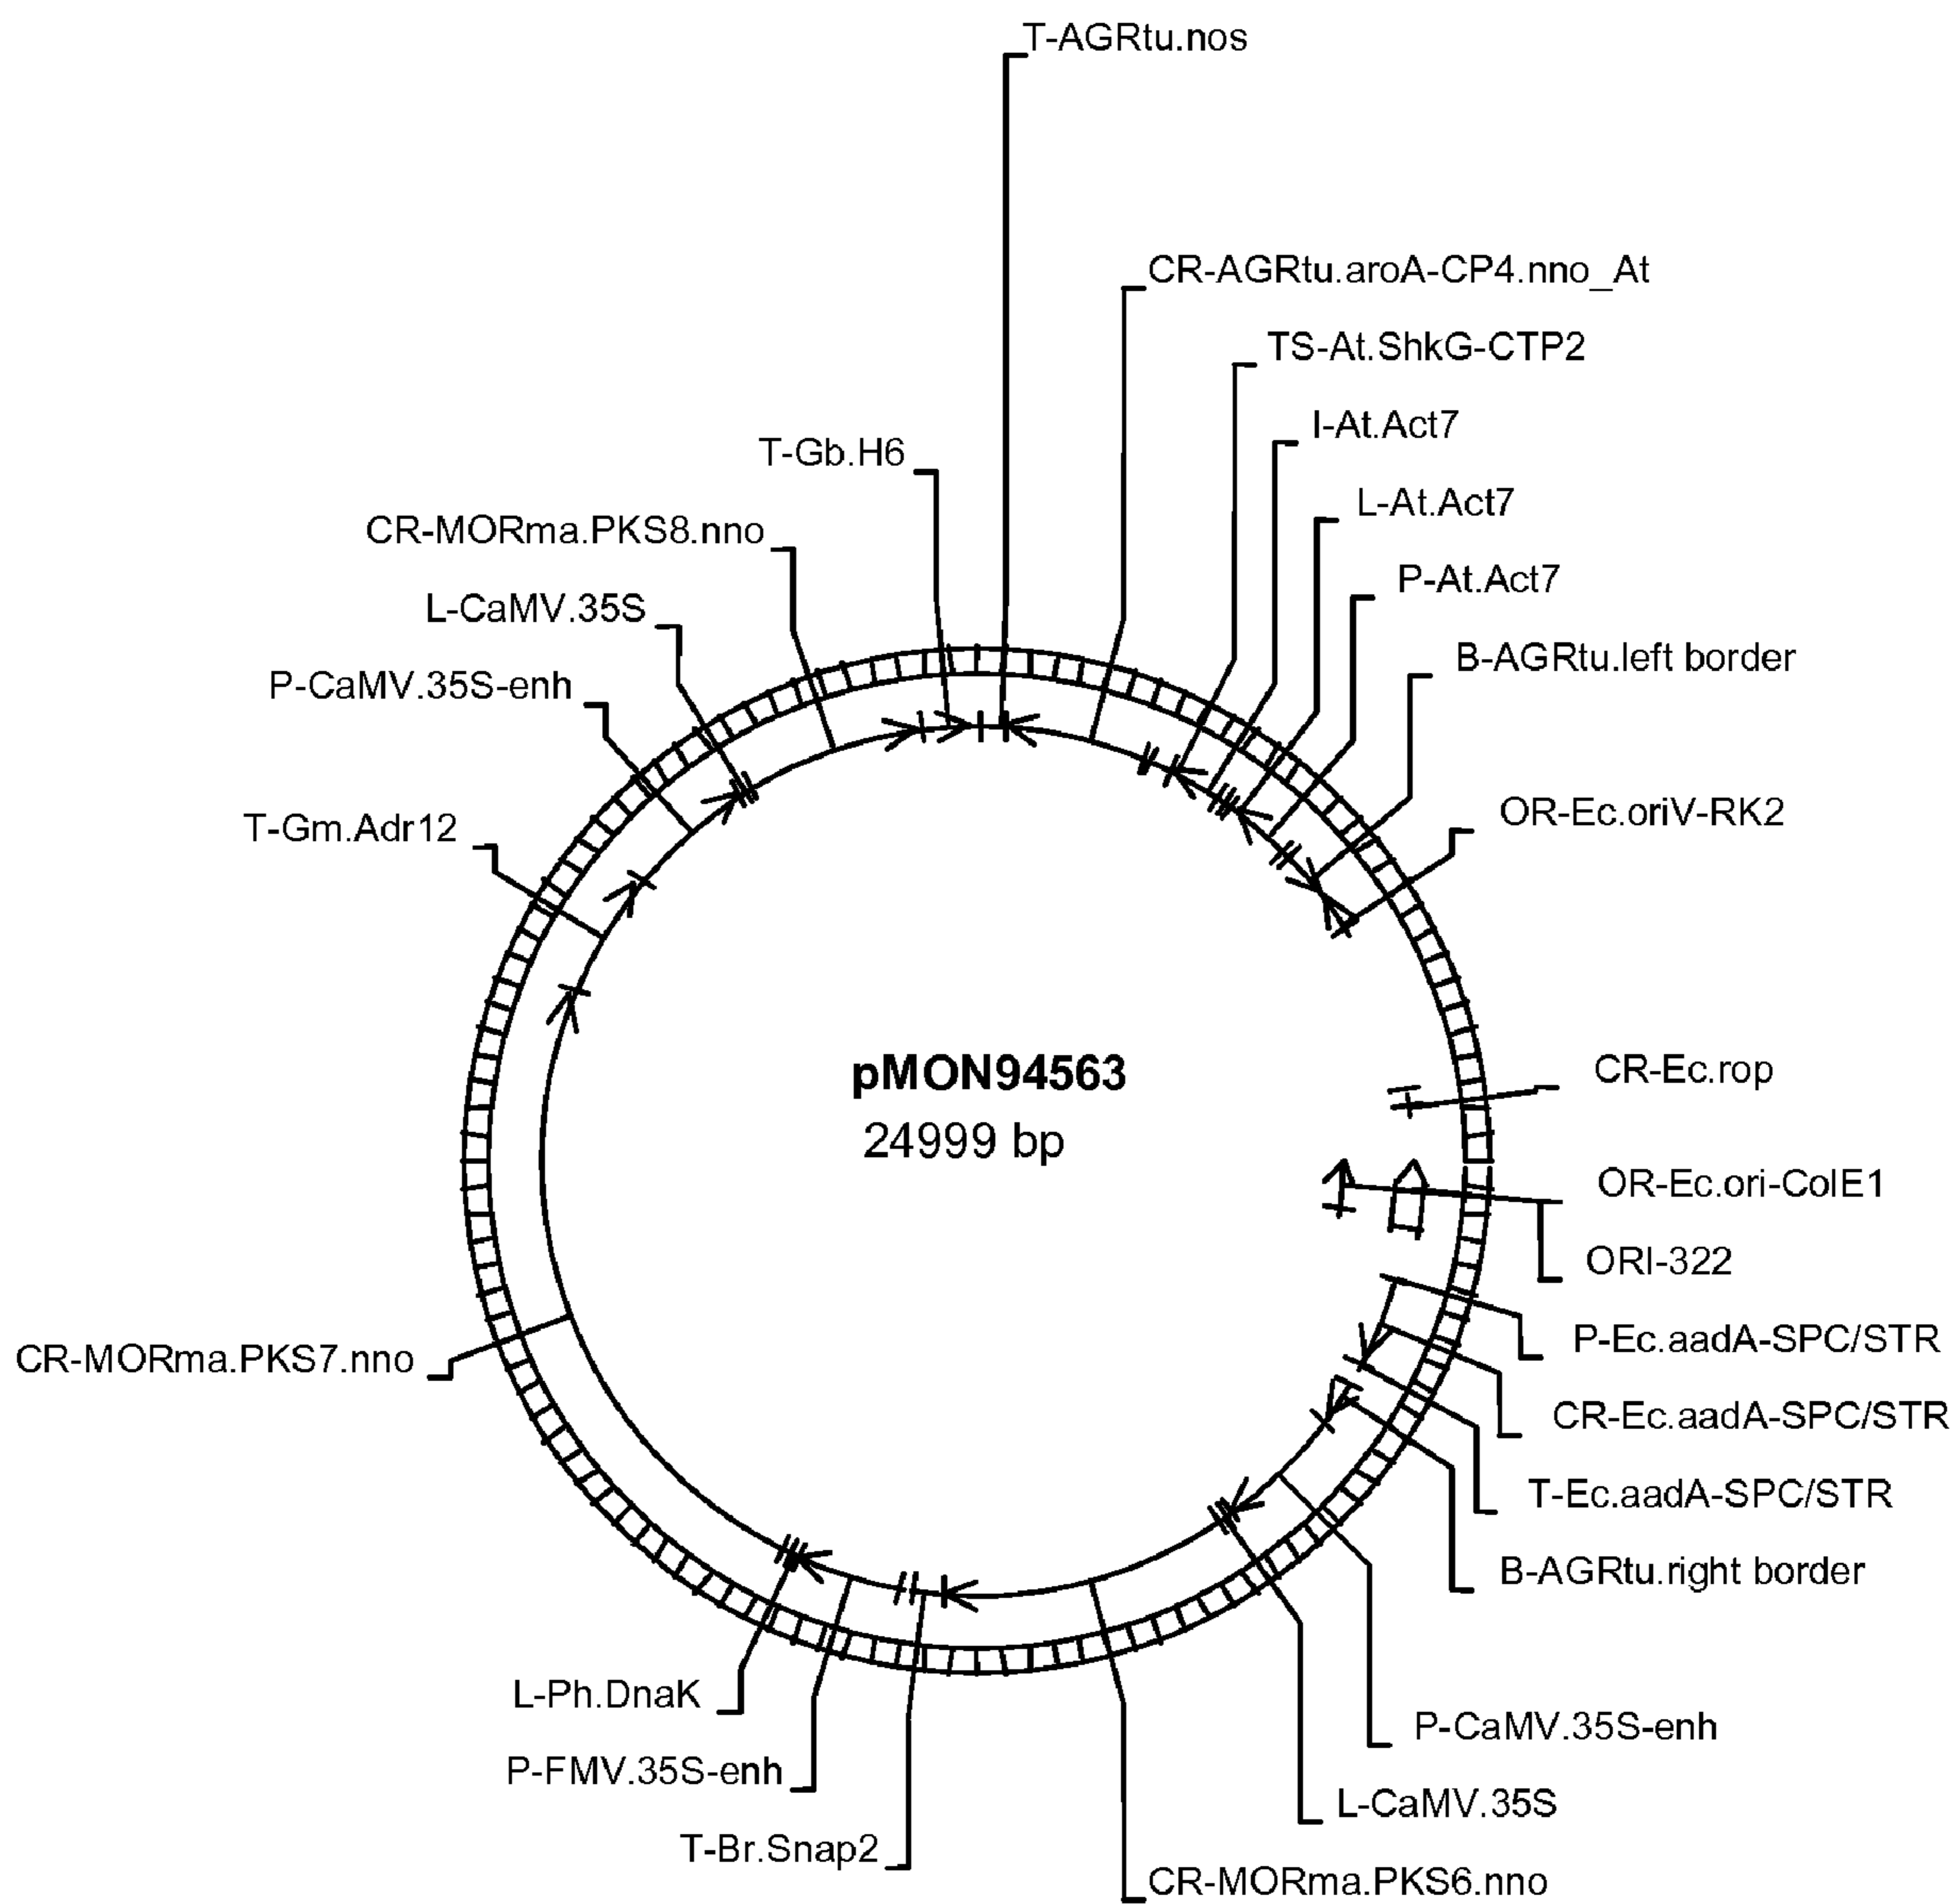 T-AGRtu.nos
CR-AGRtu.aroA-CP4.nno_At
TS-At.ShkG-CTP2
I-At.Act7
T-Gb.H6
L-At.Act7
CR-MORma.PKS8.nno
P-At.Act7
L-CaMV.35S
B-AGRtu.left border
P-CaMV.35S-enh
OR-Ec.oriV-RK2
T-Gm.Adr12
CR-Ec.rop
pMON94563
24999 bp
OR-Ec.ori-ColE1
ORI-322
P-Ec.aadA-SPC/STR
CR-MORma.PKS7.nno
CR-Ec.aadA-SPC/STR
T-Ec.aadA-SPC/STR
B-AGRtu.right border
L-Ph.DnaK
P-CaMV.35S-enh
P-FMV.35S-enh
L-CaMV.35S
T-Br.Snap2
CR-MORma.PKS6.nno